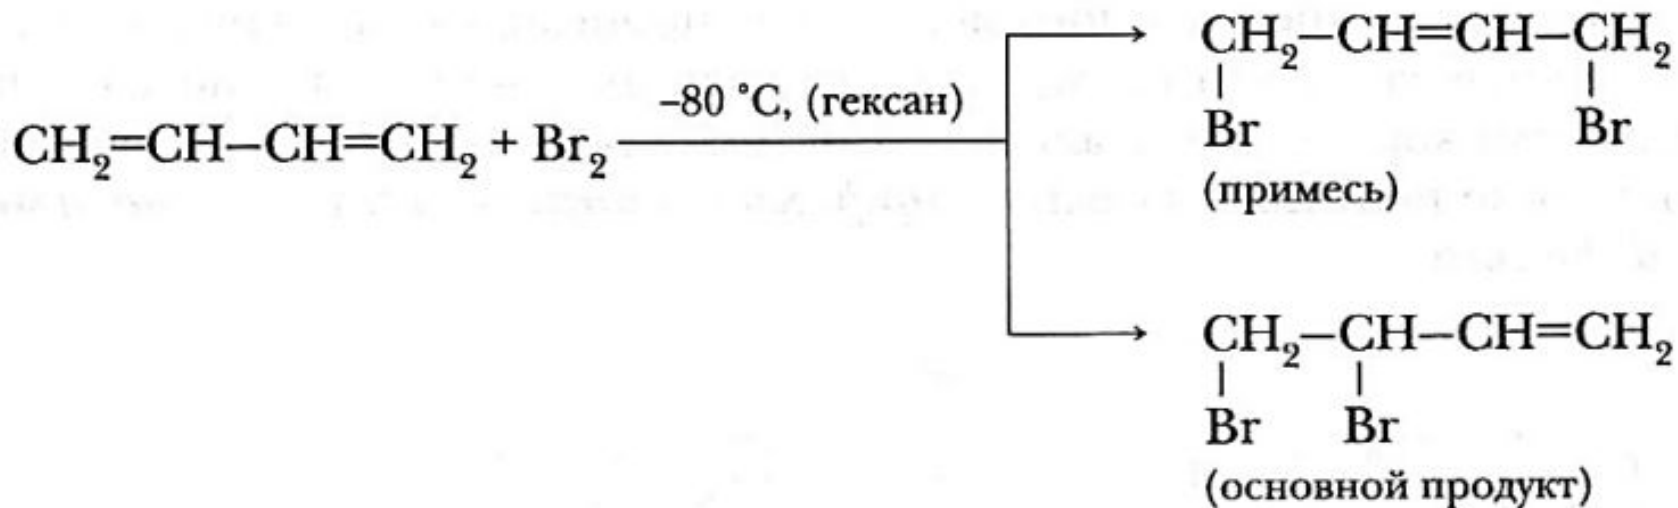 CH₂–CH=CH–CH₂
Br Br
(примесь)
CH₂=CH–CH=CH₂ + Br₂ –80 °C, (гексан)
CH₂–CH–CH=CH₂
Br Br
(основной продукт)